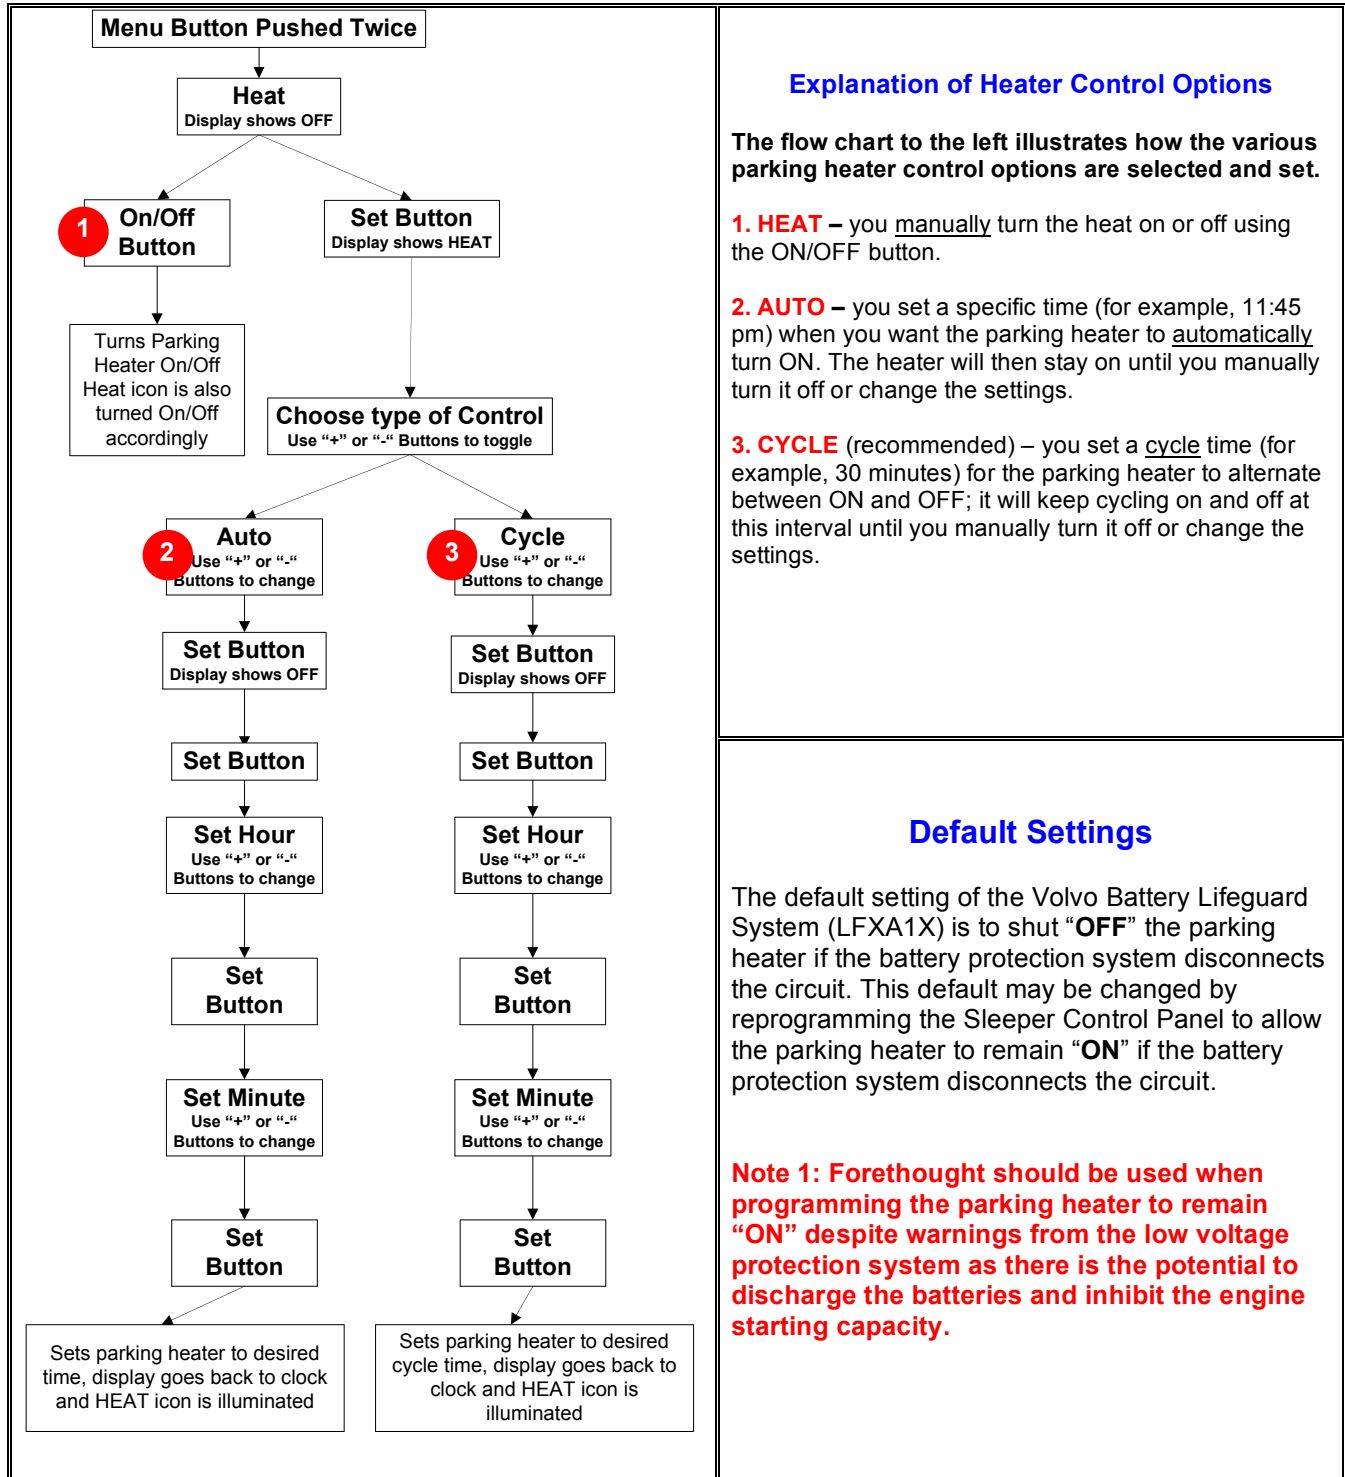 Menu Button Pushed Twice
Heat
Display shows OFF
1
On/Off
Button
Set Button
Display shows HEAT
Turns Parking
Heater On/Off
Heat icon is also
turned On/Off
accordingly
Choose type of Control
Use “+” or “-“ Buttons to toggle
2
Auto
Use “+” or “-“
Buttons to change
3
Cycle
Use “+” or “-“
Buttons to change
Set Button
Display shows OFF
Set Button
Display shows OFF
Set Button
Set Button
Set Hour
Use “+” or “-“
Buttons to change
Set Hour
Use “+” or “-“
Buttons to change
Set
Button
Set
Button
Set Minute
Use “+” or “-“
Buttons to change
Set Minute
Use “+” or “-“
Buttons to change
Set
Button
Set
Button
Sets parking heater to desired
time, display goes back to clock
and HEAT icon is illuminated
Sets parking heater to desired
cycle time, display goes back to
clock and HEAT icon is
illuminated
Explanation of Heater Control Options
The flow chart to the left illustrates how the various
parking heater control options are selected and set.
1. HEAT – you manually turn the heat on or off using
the ON/OFF button.
2. AUTO – you set a specific time (for example, 11:45
pm) when you want the parking heater to automatically
turn ON. The heater will then stay on until you manually
turn it off or change the settings.
3. CYCLE (recommended) – you set a cycle time (for
example, 30 minutes) for the parking heater to alternate
between ON and OFF; it will keep cycling on and off at
this interval until you manually turn it off or change the
settings.
Default Settings
The default setting of the Volvo Battery Lifeguard
System (LFXA1X) is to shut “OFF” the parking
heater if the battery protection system disconnects
the circuit. This default may be changed by
reprogramming the Sleeper Control Panel to allow
the parking heater to remain “ON” if the battery
protection system disconnects the circuit.
Note 1: Forethought should be used when
programming the parking heater to remain
“ON” despite warnings from the low voltage
protection system as there is the potential to
discharge the batteries and inhibit the engine
starting capacity.